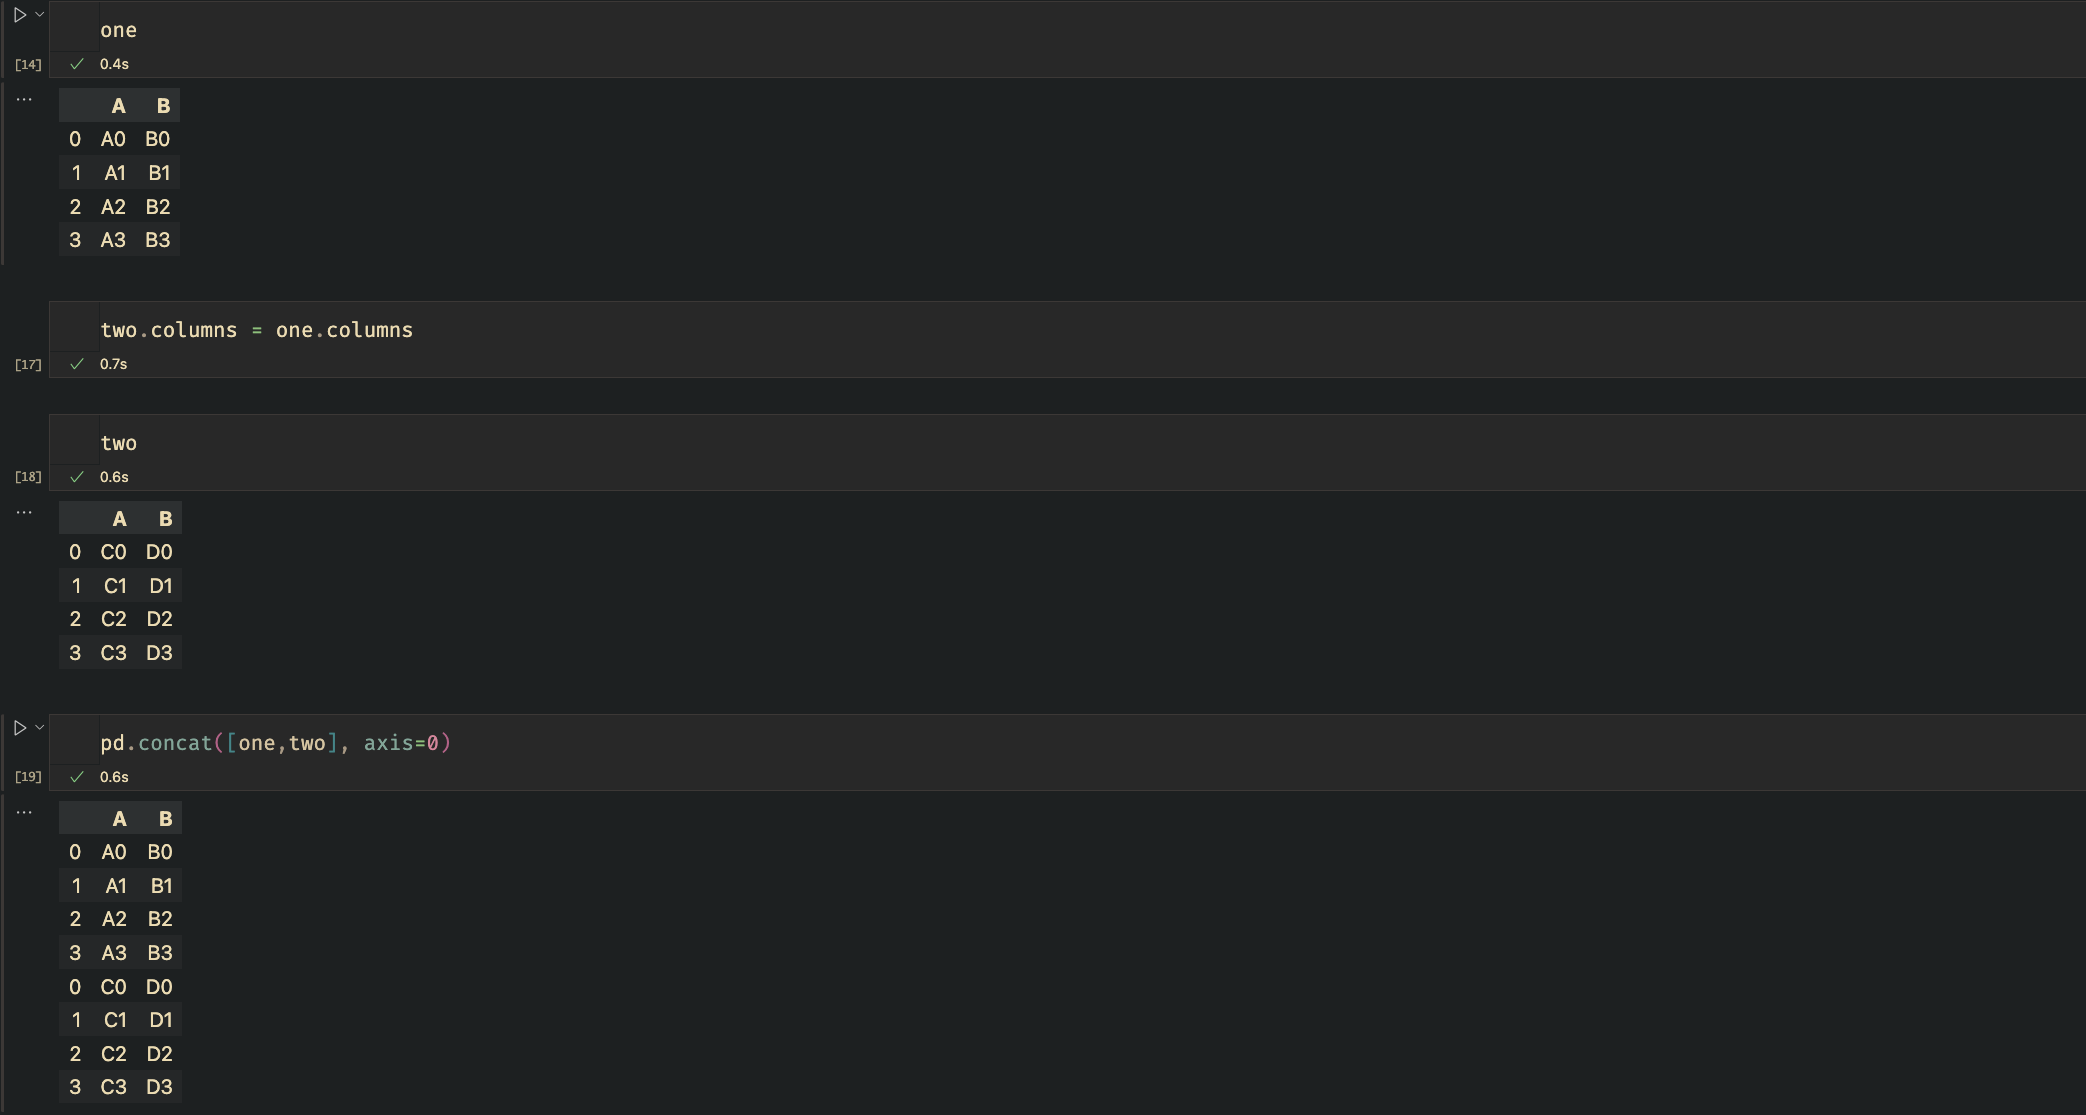 one
[14] ✓ 0.4s
... A B
0 A0 B0
1 A1 B1
2 A2 B2
3 A3 B3
two.columns = one.columns
[17] ✓ 0.7s
two
[18] ✓ 0.6s
... A B
0 C0 D0
1 C1 D1
2 C2 D2
3 C3 D3
pd.concat([one,two], axis=0)
[19] ✓ 0.6s
... A B
0 A0 B0
1 A1 B1
2 A2 B2
3 A3 B3
0 C0 D0
1 C1 D1
2 C2 D2
3 C3 D3